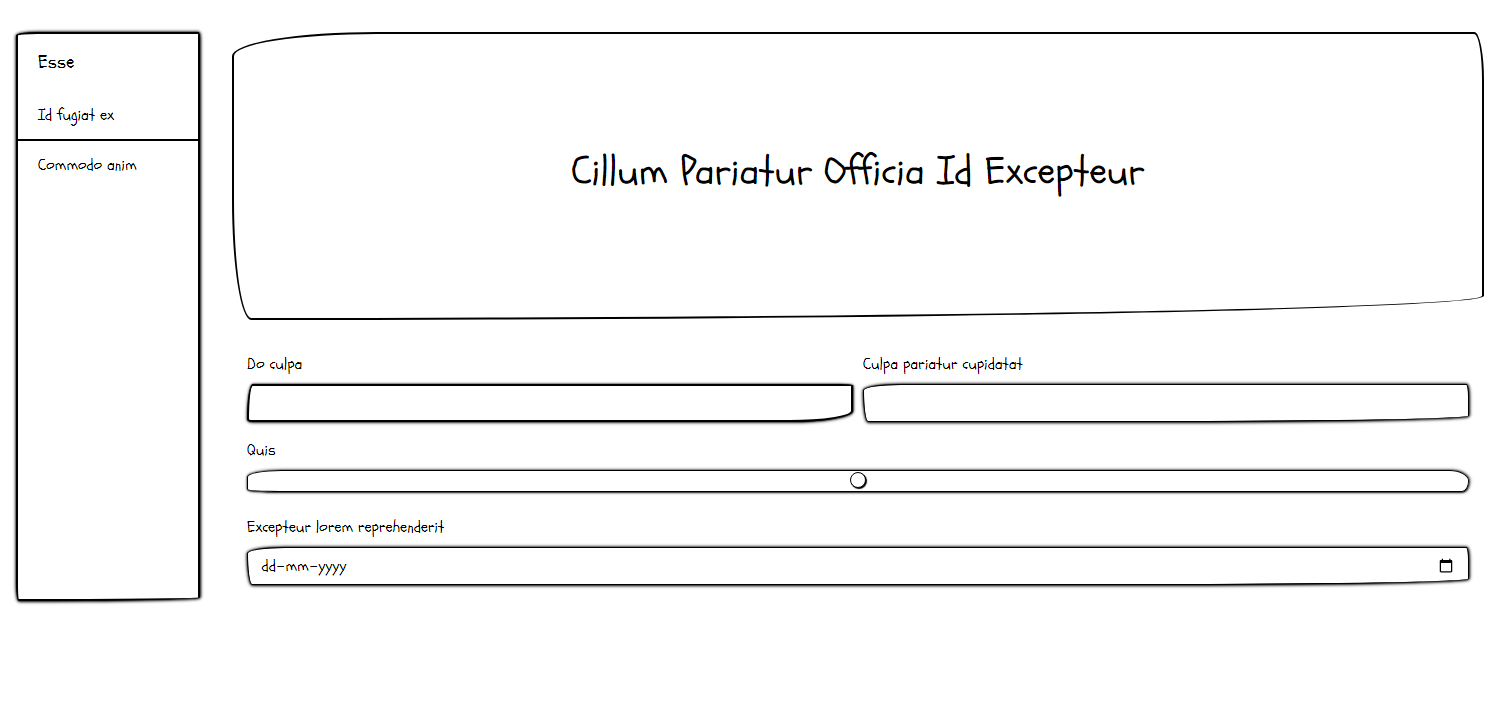 Esse
Id fugiat ex
Commodo anim
Cillum Pariatur Officia Id Excepteur
Do culpa
Culpa pariatur cupidatat
Quis
Excepteur lorem reprehenderit
dd-mm-yyyy